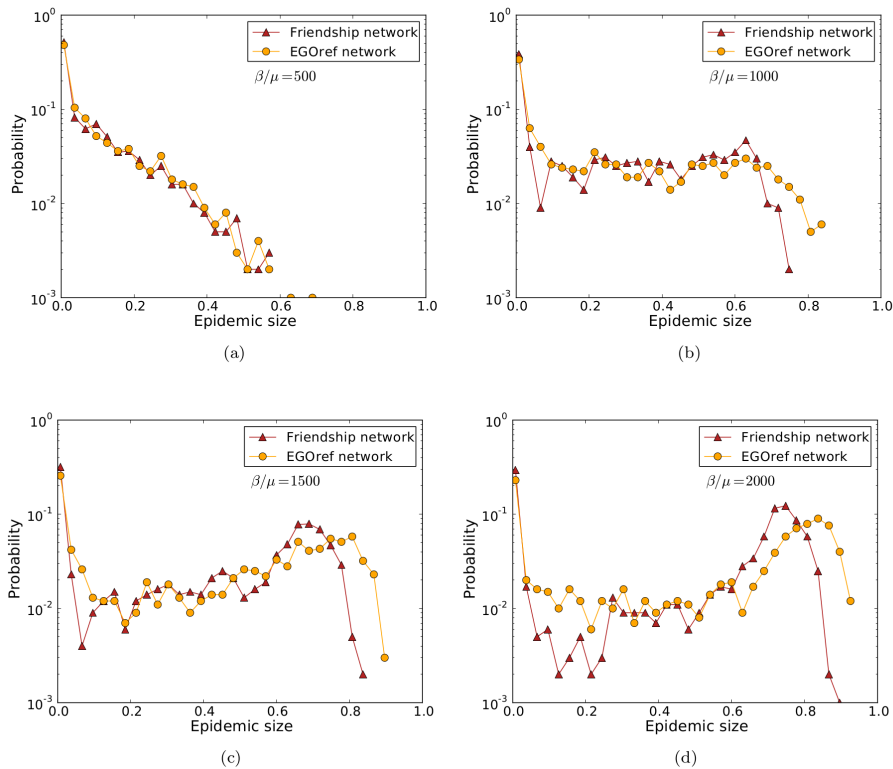 10^0
10^-1
10^-2
10^-3
Probability
Friendship network
EGOref network
β/μ=500
0.0 0.2 0.4 0.6 0.8 1.0
Epidemic size
(a)
10^0
10^-1
10^-2
10^-3
Probability
Friendship network
EGOref network
β/μ=1000
0.0 0.2 0.4 0.6 0.8 1.0
Epidemic size
(b)
10^0
10^-1
10^-2
10^-3
Probability
Friendship network
EGOref network
β/μ=1500
0.0 0.2 0.4 0.6 0.8 1.0
Epidemic size
(c)
10^0
10^-1
10^-2
10^-3
Probability
Friendship network
EGOref network
β/μ=2000
0.0 0.2 0.4 0.6 0.8 1.0
Epidemic size
(d)